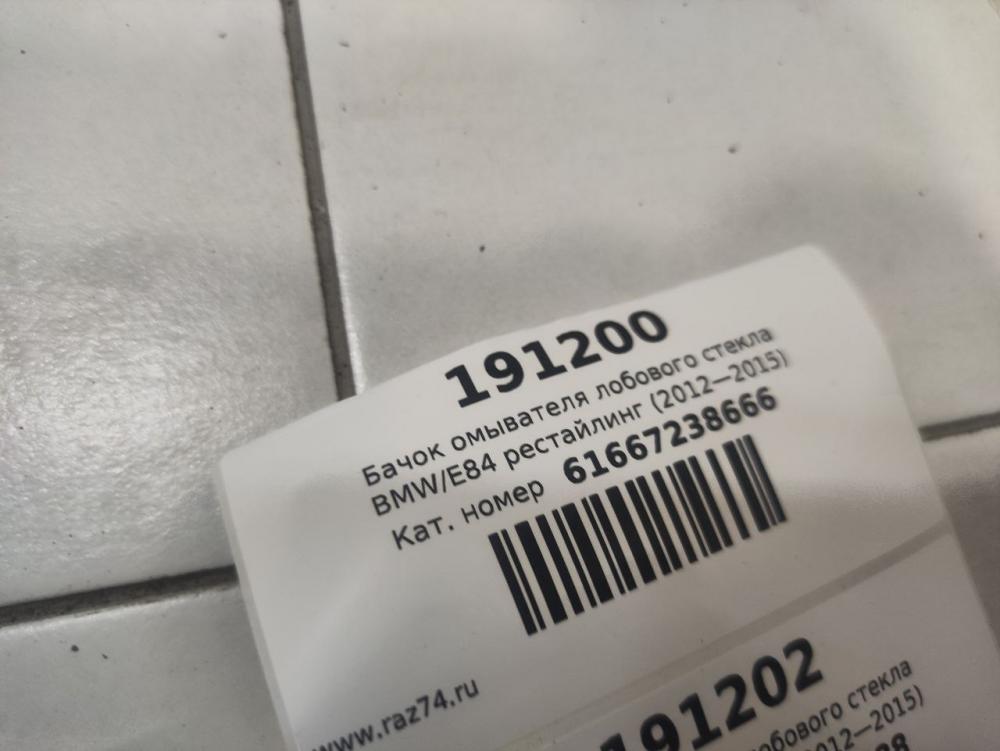 191200
Бачок омывателя лобового стекла
BMW/E84 рестайлинг (2012—2015)
Кат. номер 61667238666
www.raz74.ru
191202
лобового стекла
2012—2015)